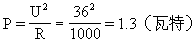 P = U²/R = 36²/1000 = 1.3（瓦特）